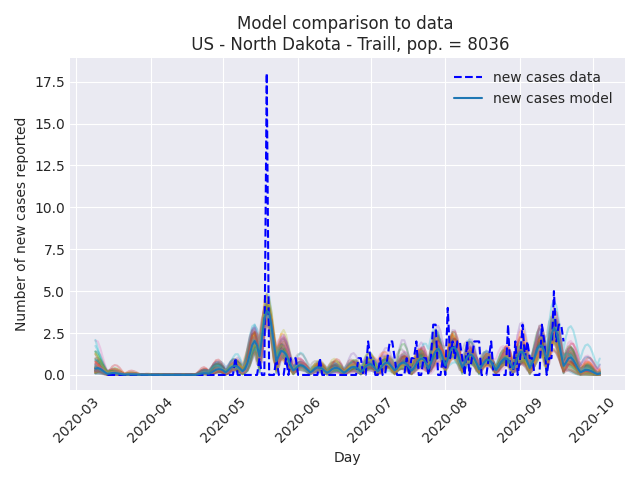 Model comparison to data
US - North Dakota - Traill, pop. = 8036
new cases data
new cases model
Number of new cases reported
17.5
15.0
12.5
10.0
7.5
5.0
2.5
0.0
2020-03
2020-04
2020-05
2020-06
2020-07
2020-08
2020-09
2020-10
Day